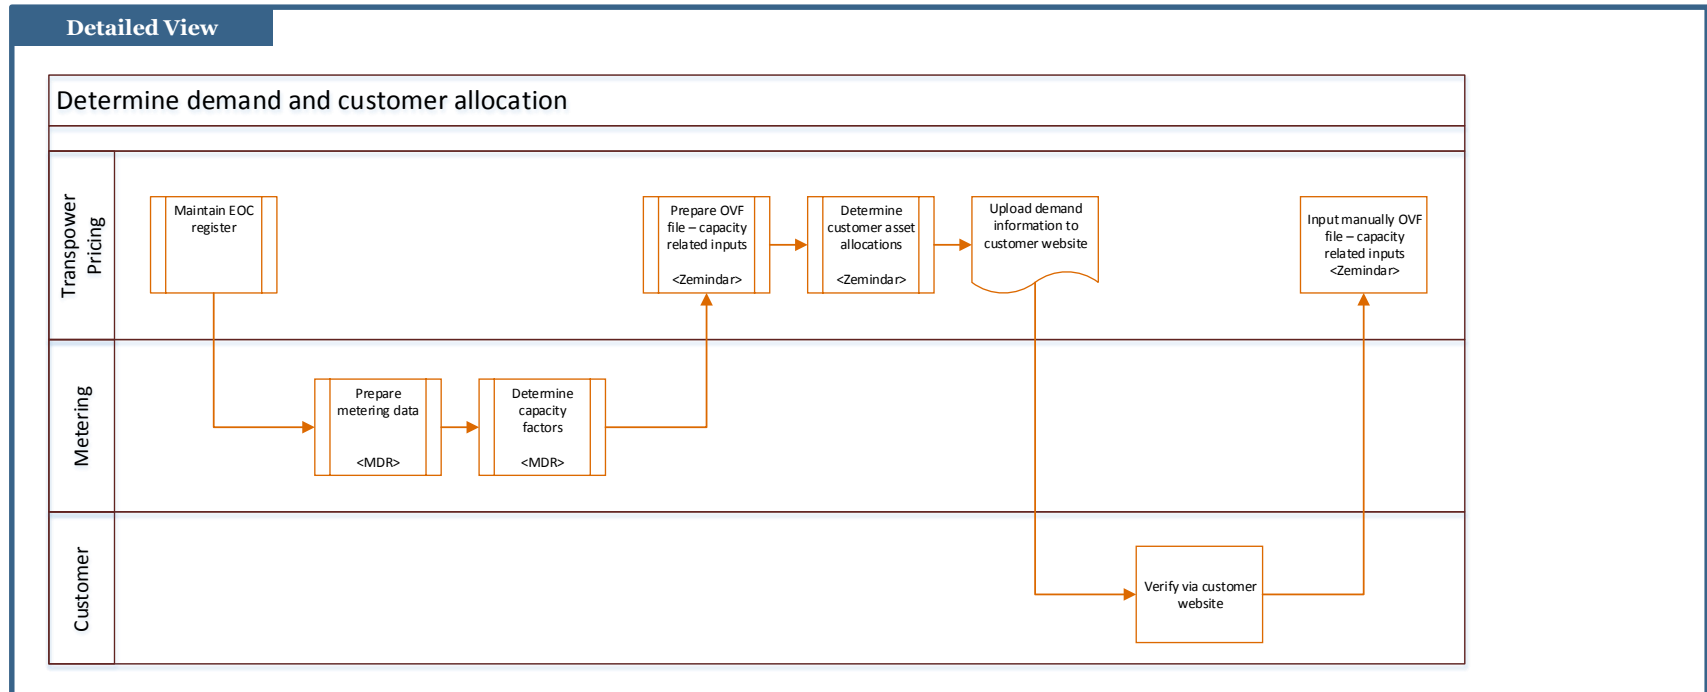 Detailed View
Determine demand and customer allocation
Transpower
Pricing
Maintain EOC
register
Prepare OVF
file – capacity
related inputs
<Zemindar>
Determine
customer asset
allocations
<Zemindar>
Upload demand
information to
customer website
Input manually OVF
file – capacity
related inputs
<Zemindar>
Metering
Prepare
metering data
<MDR>
Determine
capacity
factors
<MDR>
Customer
Verify via customer
website